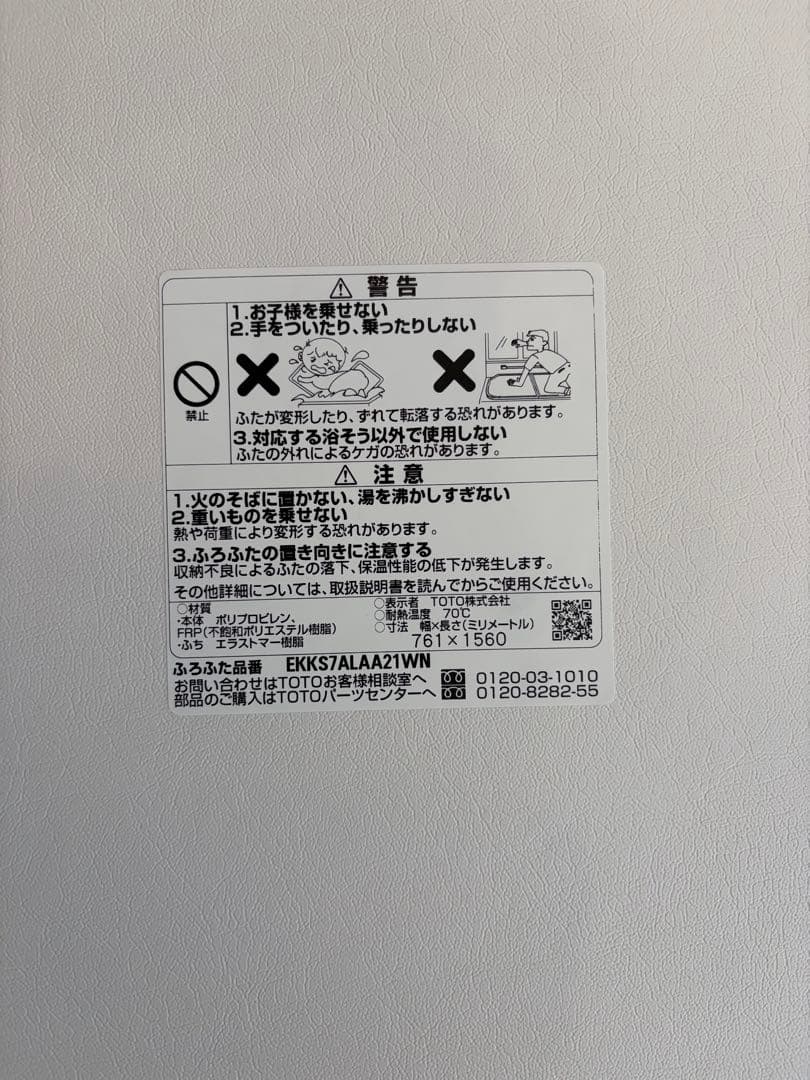 ⚠ 警告
1.お子様を乗せない
2.手をついたり、乗ったりしない
禁止
ふたが変形したり、ずれて転落する恐れがあります。
3.対応する浴そう以外で使用しない
ふたの外れによるケガの恐れがあります。
⚠ 注意
1.火のそばに置かない、湯を沸かしすぎない
2.重いものを乗せない
熱や荷重により変形する恐れがあります。
3.ふろふたの置き向きに注意する
収納不良によるふたの落下、保温性能の低下が発生します。
その他詳細については、取扱説明書を読んでからご使用ください。
○材質
・本体 ポリプロピレン、
FRP(不飽和ポリエステル樹脂)
・ふち エラストマー樹脂
○表示者 TOTO株式会社
○耐熱温度 70℃
○寸法 幅×長さ(ミリメートル)
761×1560
ふろふた品番 EKKS7ALAA21WN
お問い合わせはTOTOお客様相談室へ 0120-03-1010
部品のご購入はTOTOパーツセンターへ 0120-8282-55